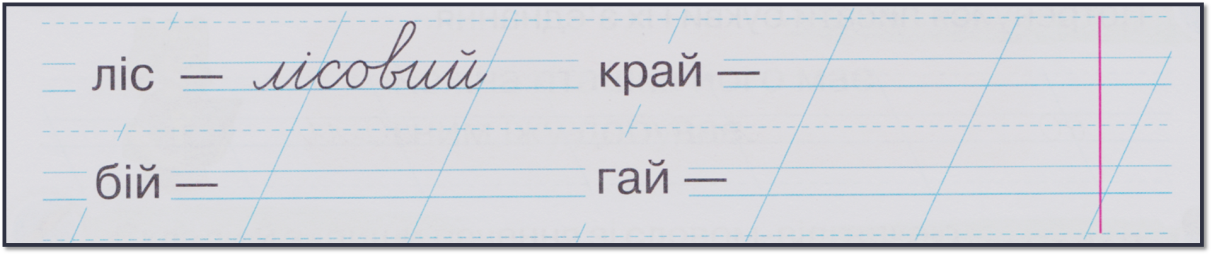 ліс — лісовий край —
бій — гай —